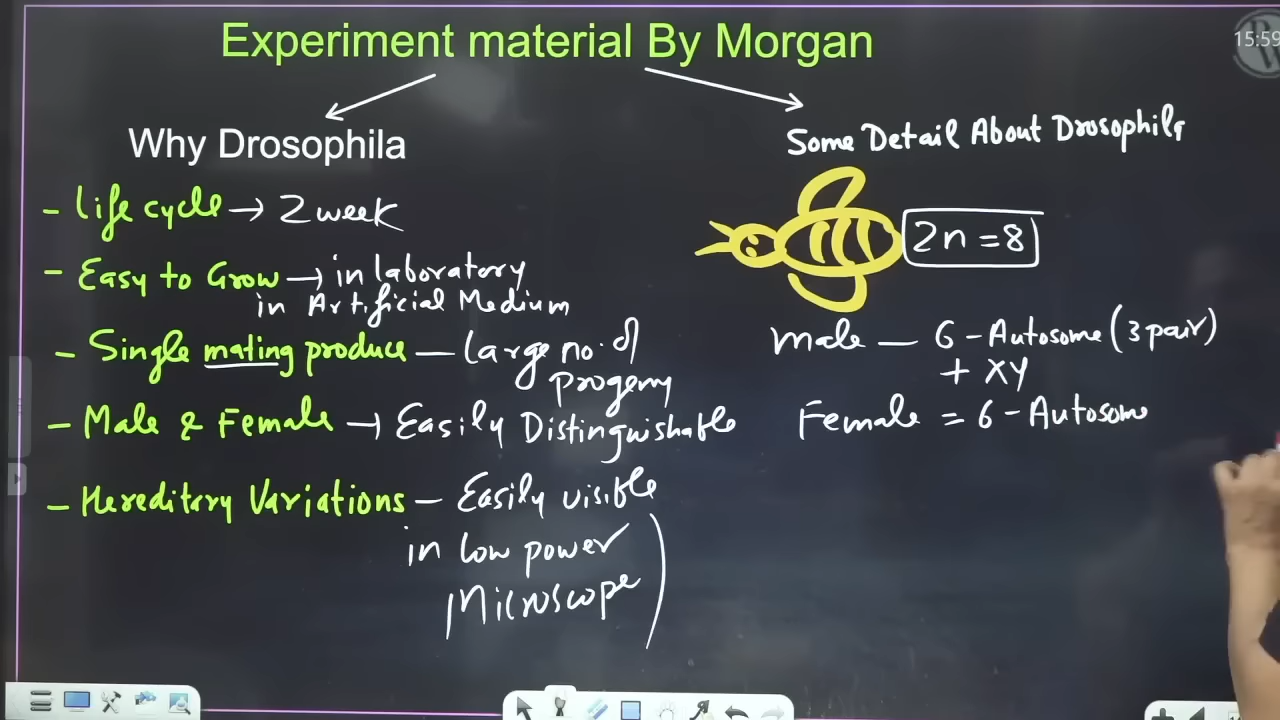 Experiment material By Morgan
15:59
Why Drosophila
- Life cycle → 2 week
- Easy to Grow → in laboratory
in Artificial Medium
- Single mating produce — Large no. of
progeny
- Male & Female → Easily Distinguishable
- Hereditary Variations - Easily visible
in low power
Microscope)
Some Detail About Drosophila
2n = 8
Male — 6 - Autosome (3 pair)
+ XY
Female = 6 - Autosome